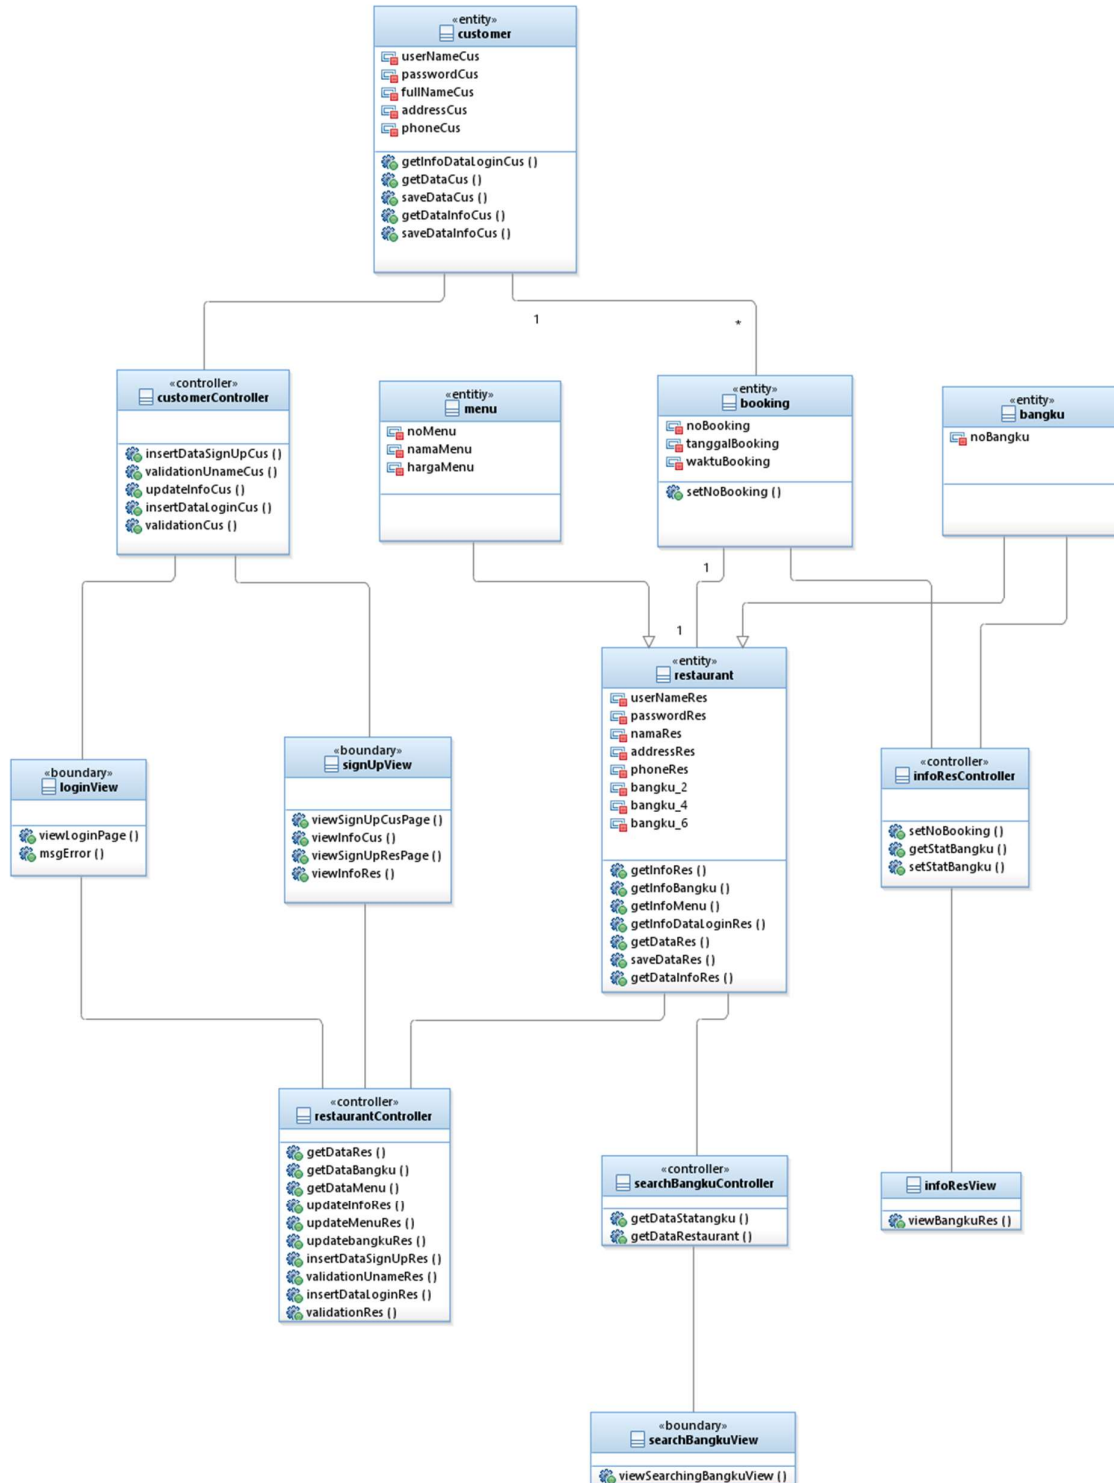 «entity»
customer
userNameCus
passwordCus
fullNameCus
addressCus
phoneCus
getInfoDataLoginCus ()
getDataCus ()
saveDataCus ()
getDataInfoCus ()
saveDataInfoCus ()
1
*
«controller»
customerController
insertDataSignUpCus ()
validationUnameCus ()
updateInfoCus ()
insertDataLoginCus ()
validationCus ()
«entitiy»
menu
noMenu
namaMenu
hargaMenu
«entity»
booking
noBooking
tanggalBooking
waktuBooking
setNoBooking ()
«entity»
bangku
noBangku
1
1
«entity»
restaurant
userNameRes
passwordRes
namaRes
addressRes
phoneRes
bangku_2
bangku_4
bangku_6
getInfoRes ()
getInfoBangku ()
getInfoMenu ()
getInfoDataLoginRes ()
getDataRes ()
saveDataRes ()
getDataInfoRes ()
«boundary»
loginView
viewLoginPage ()
msgError ()
«boundary»
signUpView
viewSignUpCusPage ()
viewInfoCus ()
viewSignUpResPage ()
viewInfoRes ()
«controller»
infoResController
setNoBooking ()
getStatBangku ()
setStatBangku ()
«controller»
restaurantController
getDataRes ()
getDataBangku ()
getDataMenu ()
updateInfoRes ()
updateMenuRes ()
updatebangkuRes ()
insertDataSignUpRes ()
validationUnameRes ()
insertDataLoginRes ()
validationRes ()
«controller»
searchBangkuController
getDataStatangku ()
getDataRestaurant ()
infoResView
viewBangkuRes ()
«boundary»
searchBangkuView
viewSearchingBangkuView ()